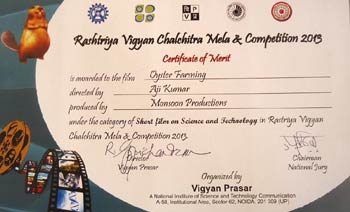 RPVP
Rashtriya Vigyan Chalchitra Mela & Competition 2013
Certificate of Merit
is awarded to the film Oyster Farming
directed by Aji Kumar
produced by Monsoon Productions
under the category of Short film on Science and Technology in Rastriya Vigyan
Chalchitra Mela & Competition 2013.
Director
Vigyan Prasar
Chairman
National Jury
Organized by
Vigyan Prasar
A National Institute of Science and Technology Communication
A-50, Institutional Area, Sector 62, NOIDA, 201 309 (UP)